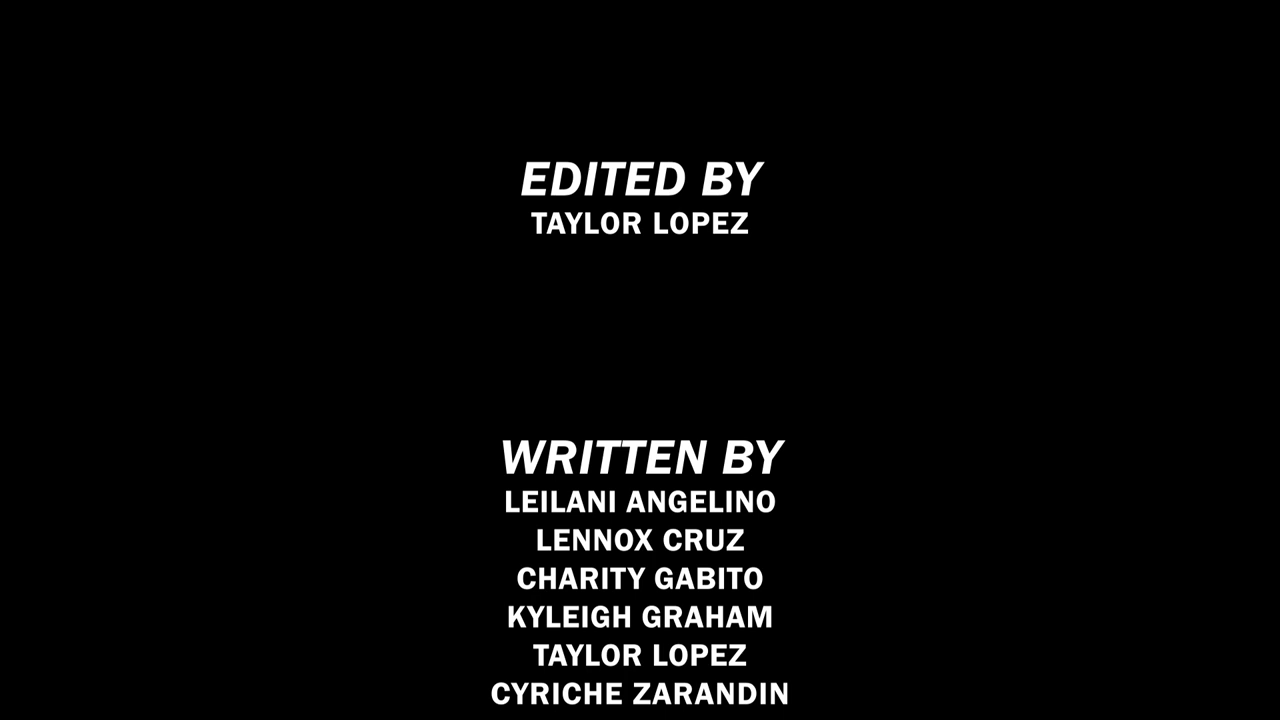 EDITED BY
TAYLOR LOPEZ
WRITTEN BY
LEILANI ANGELINO
LENNOX CRUZ
CHARITY GABITO
KYLEIGH GRAHAM
TAYLOR LOPEZ
CYRICHE ZARANDIN